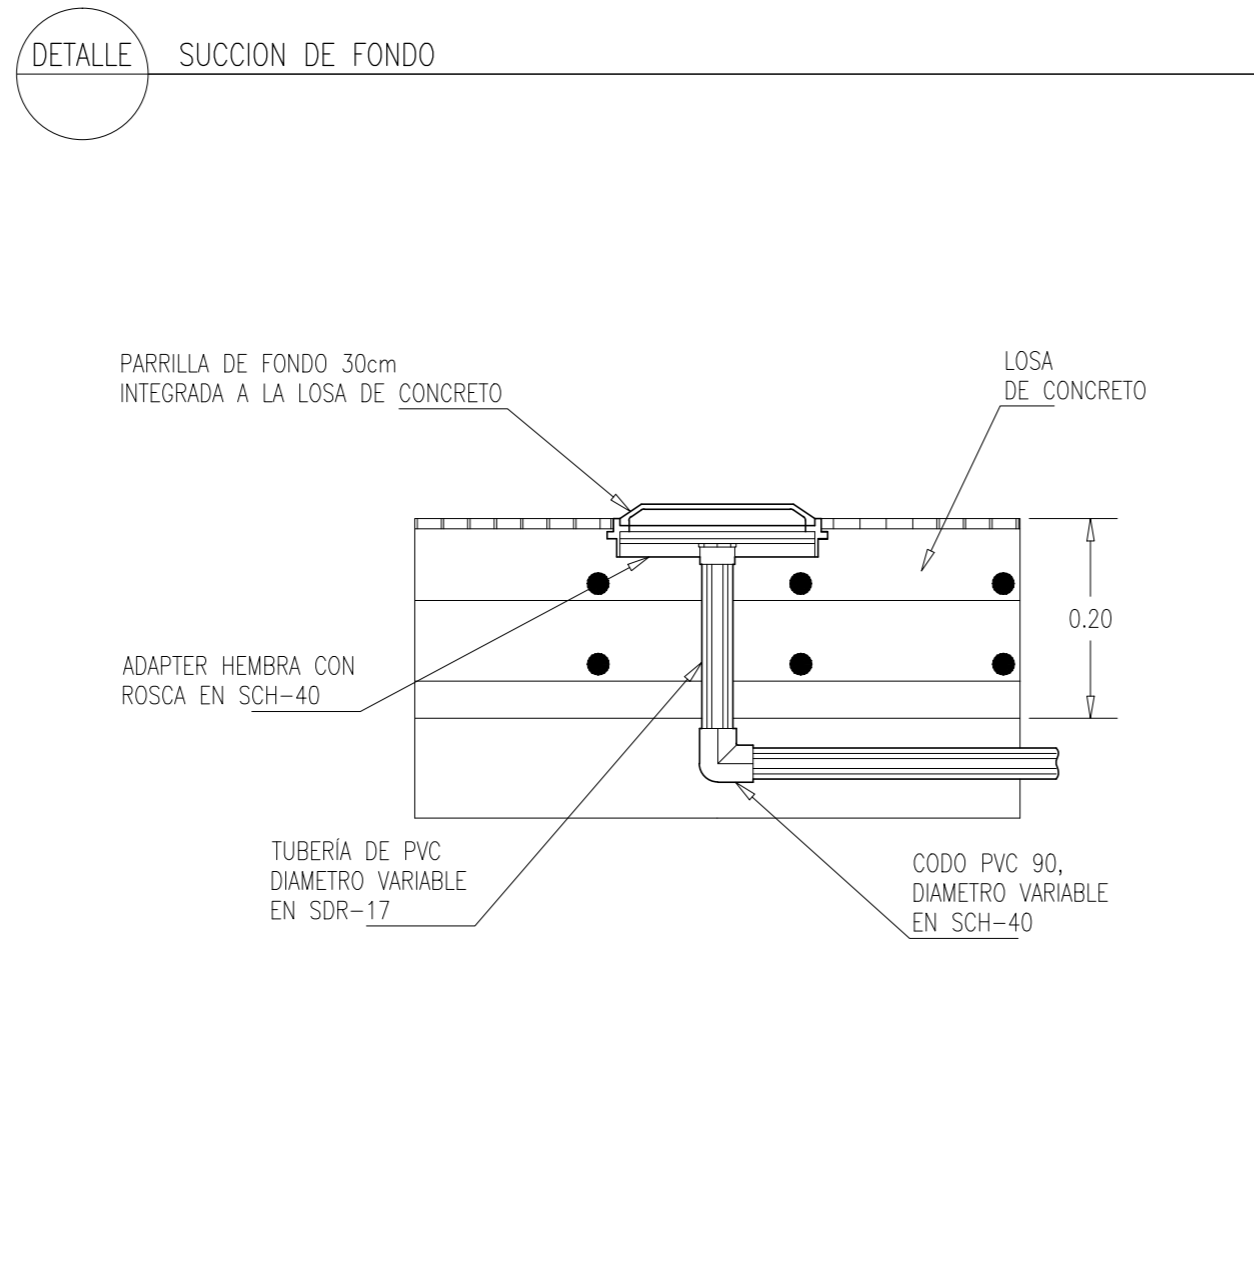 DETALLE SUCCION DE FONDO
PARRILLA DE FONDO 30cm
INTEGRADA A LA LOSA DE CONCRETO
LOSA
DE CONCRETO
0.20
ADAPTER HEMBRA CON
ROSCA EN SCH-40
TUBERÍA DE PVC
DIAMETRO VARIABLE
EN SDR-17
CODO PVC 90,
DIAMETRO VARIABLE
EN SCH-40